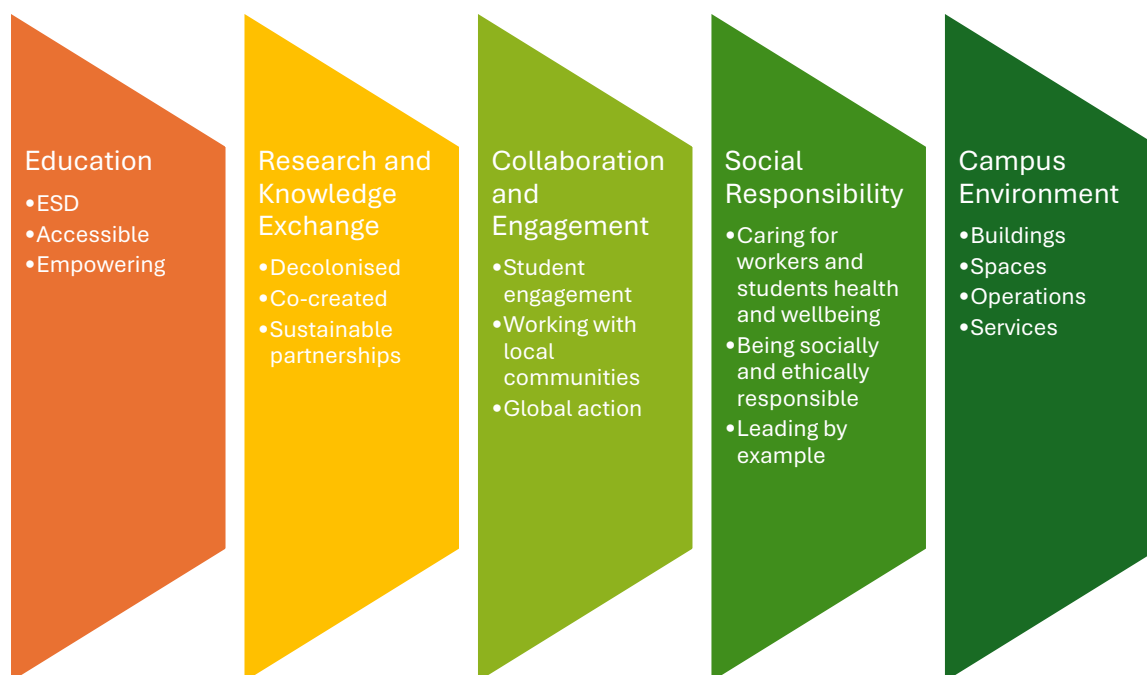 Education
•ESD
•Accessible
•Empowering
Research and
Knowledge
Exchange
•Decolonised
•Co-created
•Sustainable
partnerships
Collaboration
and
Engagement
•Student
engagement
•Working with
local
communities
•Global action
Social
Responsibility
•Caring for
workers and
students health
and wellbeing
•Being socially
and ethically
responsible
•Leading by
example
Campus
Environment
•Buildings
•Spaces
•Operations
•Services